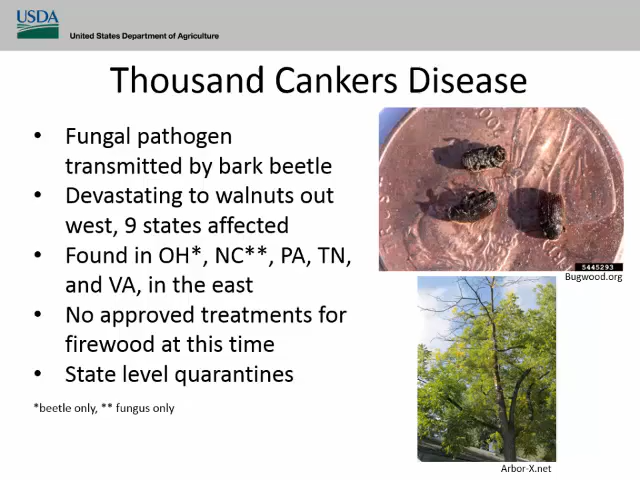 USDA
United States Department of Agriculture
Thousand Cankers Disease
• Fungal pathogen
transmitted by bark beetle
• Devastating to walnuts out
west, 9 states affected
• Found in OH*, NC**, PA, TN,
and VA, in the east
• No approved treatments for
firewood at this time
• State level quarantines
*beetle only, ** fungus only
5445293
Bugwood.org
Arbor-X.net